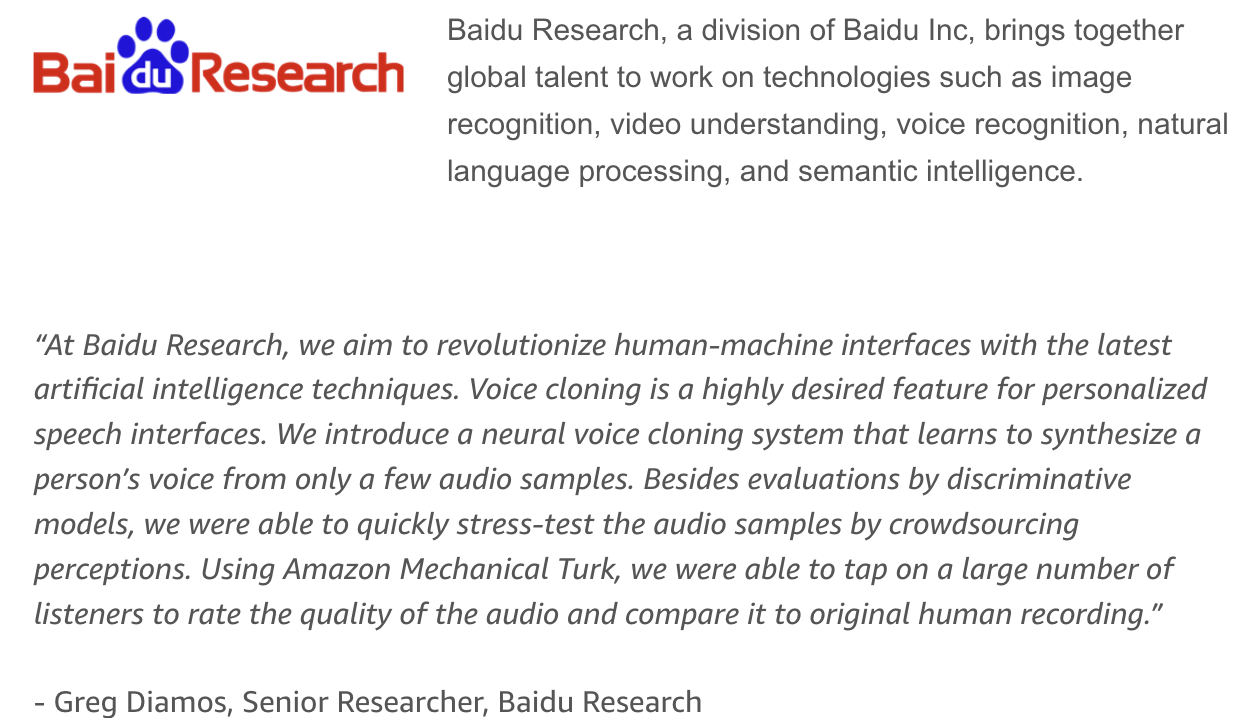 Baidu Research
Baidu Research, a division of Baidu Inc, brings together
global talent to work on technologies such as image
recognition, video understanding, voice recognition, natural
language processing, and semantic intelligence.
“At Baidu Research, we aim to revolutionize human-machine interfaces with the latest
artificial intelligence techniques. Voice cloning is a highly desired feature for personalized
speech interfaces. We introduce a neural voice cloning system that learns to synthesize a
person’s voice from only a few audio samples. Besides evaluations by discriminative
models, we were able to quickly stress-test the audio samples by crowdsourcing
perceptions. Using Amazon Mechanical Turk, we were able to tap on a large number of
listeners to rate the quality of the audio and compare it to original human recording.”
- Greg Diamos, Senior Researcher, Baidu Research